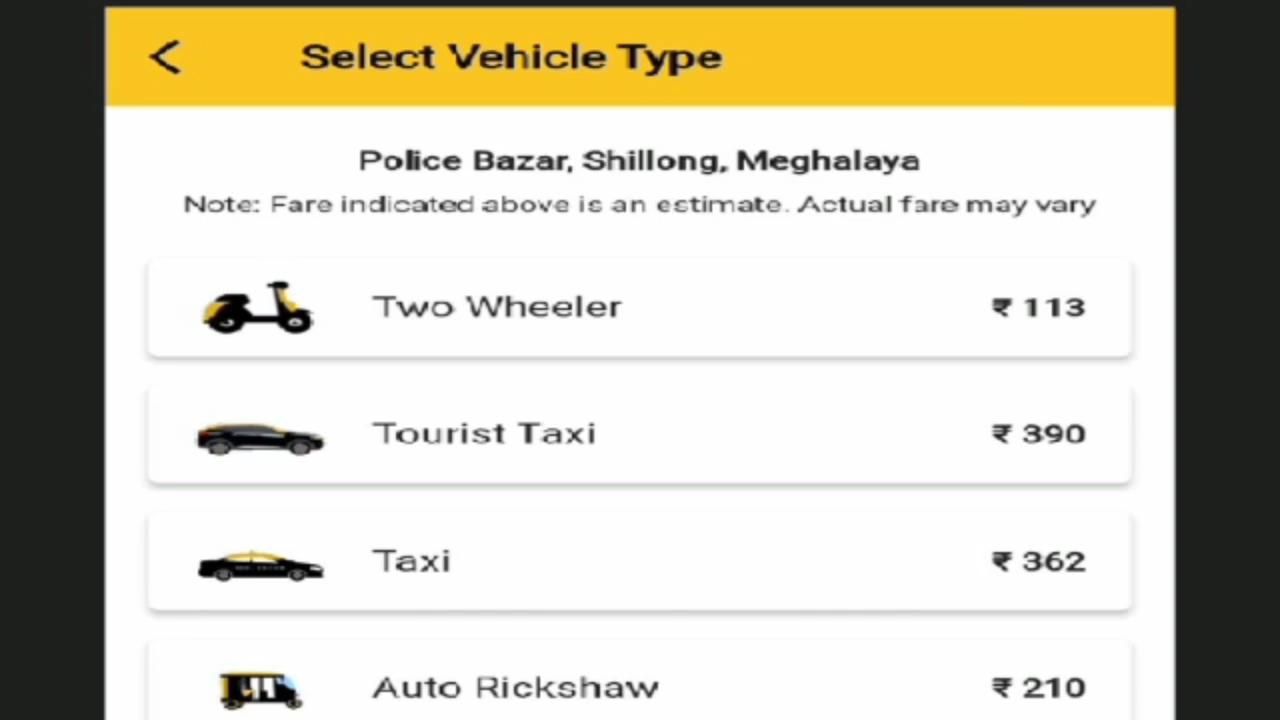 Select Vehicle Type
Police Bazar, Shillong, Meghalaya
Note: Fare indicated above is an estimate. Actual fare may vary
Two Wheeler ₹ 113
Tourist Taxi ₹ 390
Taxi ₹ 362
Auto Rickshaw ₹ 210